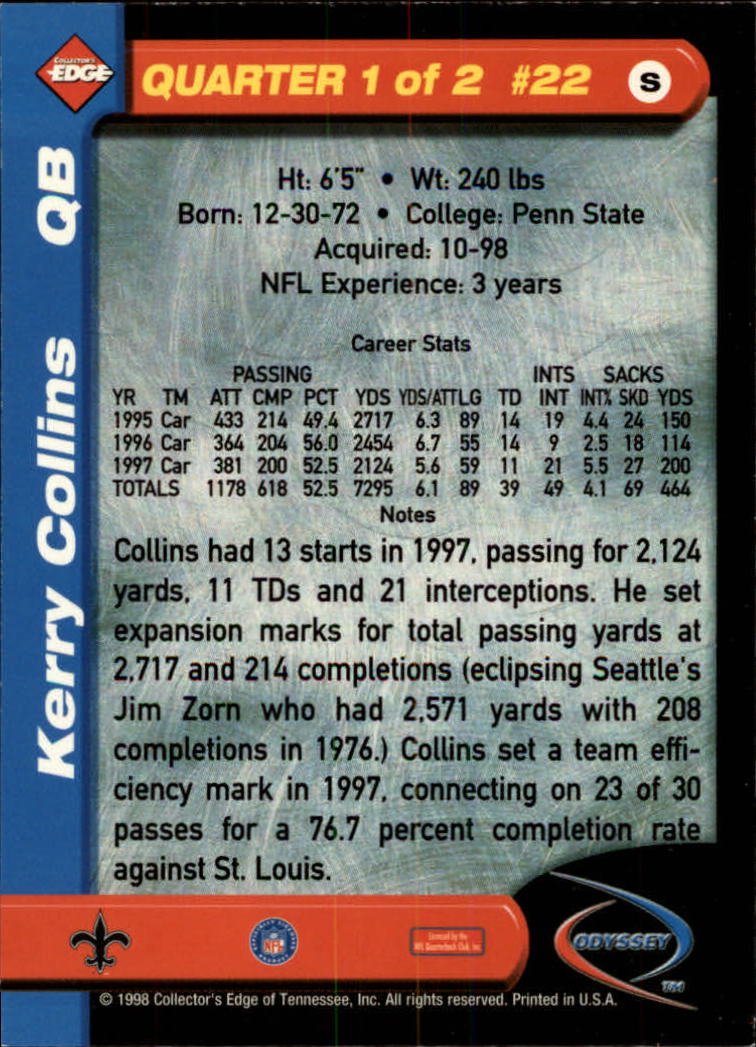 COLLECTOR'S
EDGE
QUARTER 1 of 2 #22 S
Kerry Collins QB
Ht: 6'5" • Wt: 240 lbs
Born: 12-30-72 • College: Penn State
Acquired: 10-98
NFL Experience: 3 years
Career Stats
PASSING INTS SACKS
YR TM ATT CMP PCT YDS YDS/ATT LG TD INT INT% SKD YDS
1995 Car 433 214 49.4 2717 6.3 89 14 19 4.4 24 150
1996 Car 364 204 56.0 2454 6.7 55 14 9 2.5 18 114
1997 Car 381 200 52.5 2124 5.6 59 11 21 5.5 27 200
TOTALS 1178 618 52.5 7295 6.1 89 39 49 4.1 69 464
Notes
Collins had 13 starts in 1997, passing for 2,124
yards, 11 TDs and 21 interceptions. He set
expansion marks for total passing yards at
2,717 and 214 completions (eclipsing Seattle's
Jim Zorn who had 2,571 yards with 208
completions in 1976.) Collins set a team effi-
ciency mark in 1997, connecting on 23 of 30
passes for a 76.7 percent completion rate
against St. Louis.
NFL
Licensed by the
NFL Quarterback Club, Inc.
ODYSSEY
TM
© 1998 Collector's Edge of Tennessee, Inc. All rights reserved. Printed in U.S.A.